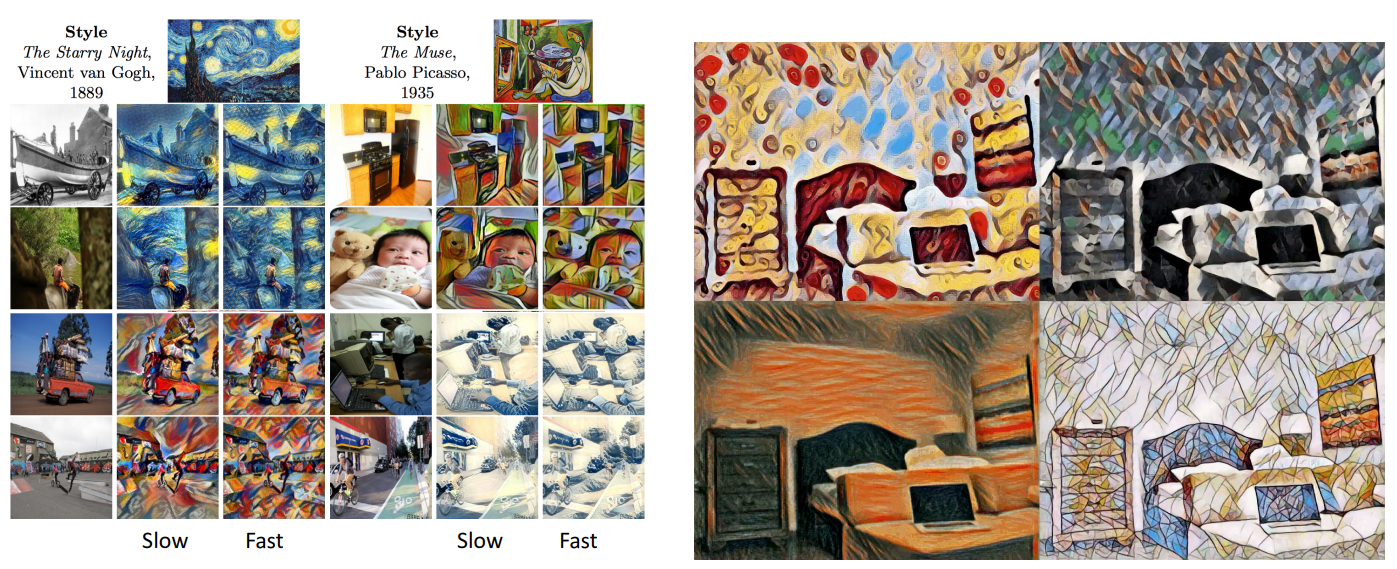 Style
The Starry Night,
Vincent van Gogh,
1889
Style
The Muse,
Pablo Picasso,
1935
Slow
Fast
Slow
Fast